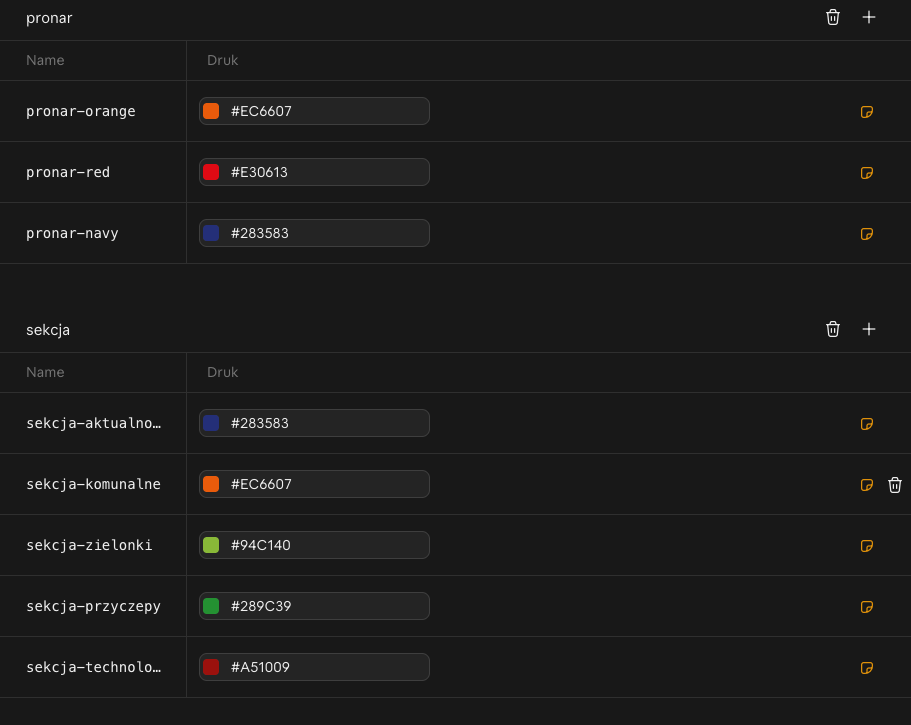 pronar
Name Druk
pronar-orange #EC6607
pronar-red #E30613
pronar-navy #283583
sekcja
Name Druk
sekcja-aktualno… #283583
sekcja-komunalne #EC6607
sekcja-zielonki #94C140
sekcja-przyczepy #289C39
sekcja-technolo… #A51009